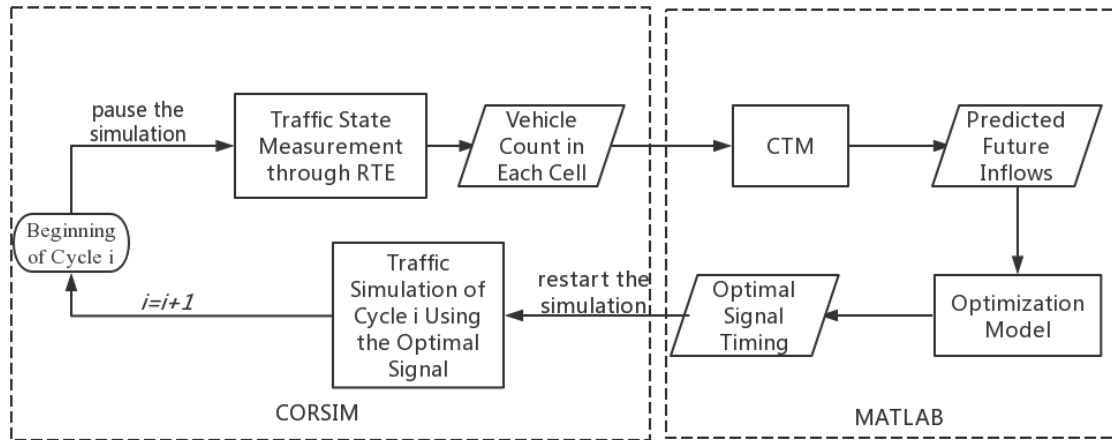 pause the
simulation
Traffic State
Measurement
through RTE
Vehicle
Count in
Each Cell
CTM
Predicted
Future
Inflows
Beginning
of Cycle i
Traffic
Simulation of
Cycle i Using
the Optimal
Signal
restart the
simulation
Optimal
Signal
Timing
Optimization
Model
i=i+1
CORSIM
MATLAB